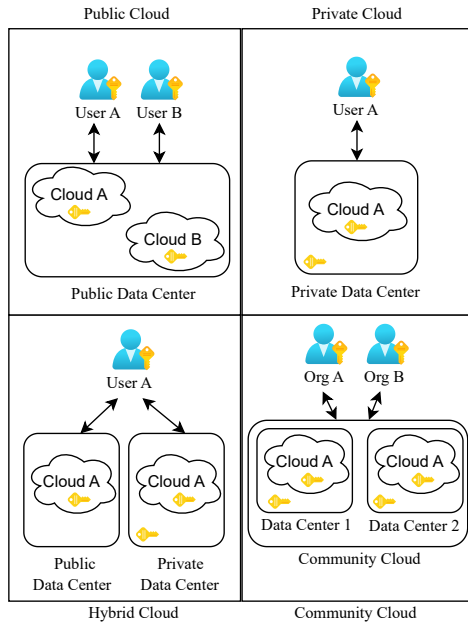 Public Cloud
Private Cloud
User A
User B
Cloud A
Cloud B
Public Data Center
User A
Cloud A
Private Data Center
User A
Cloud A
Cloud A
Public
Data Center
Private
Data Center
Org A
Org B
Cloud A
Cloud A
Data Center 1
Data Center 2
Community Cloud
Hybrid Cloud
Community Cloud